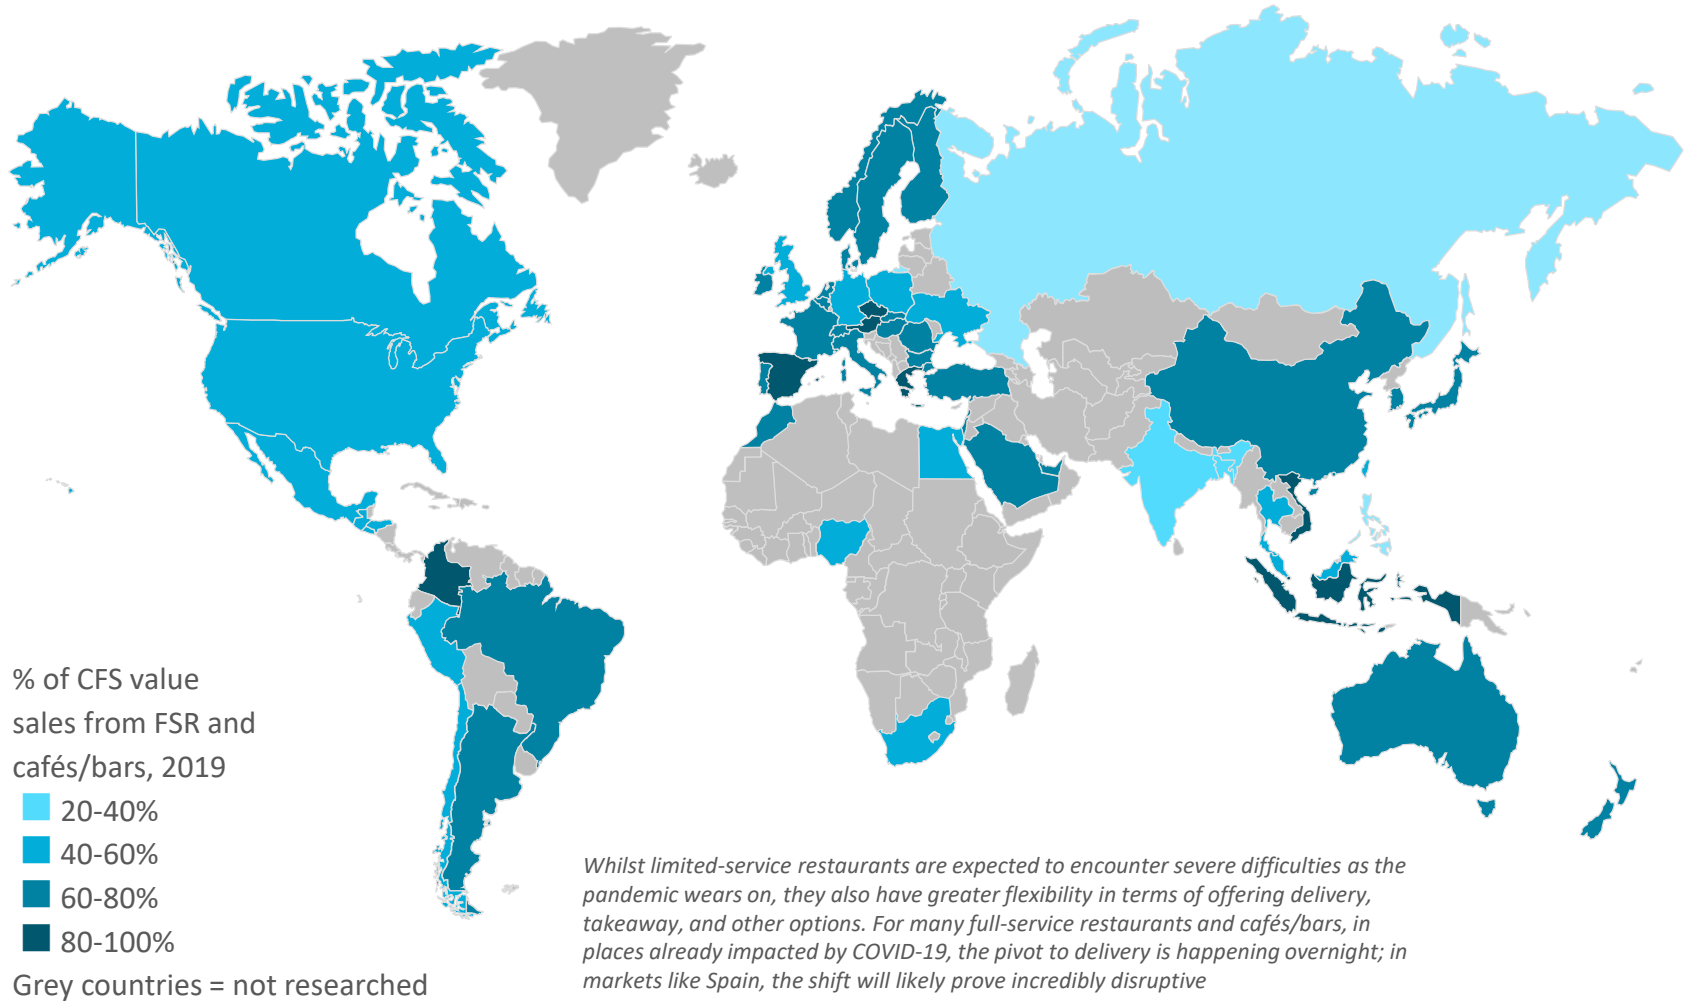 % of CFS value
sales from FSR and
cafés/bars, 2019
20-40%
40-60%
60-80%
80-100%
Grey countries = not researched
Whilst limited-service restaurants are expected to encounter severe difficulties as the
pandemic wears on, they also have greater flexibility in terms of offering delivery,
takeaway, and other options. For many full-service restaurants and cafés/bars, in
places already impacted by COVID-19, the pivot to delivery is happening overnight; in
markets like Spain, the shift will likely prove incredibly disruptive